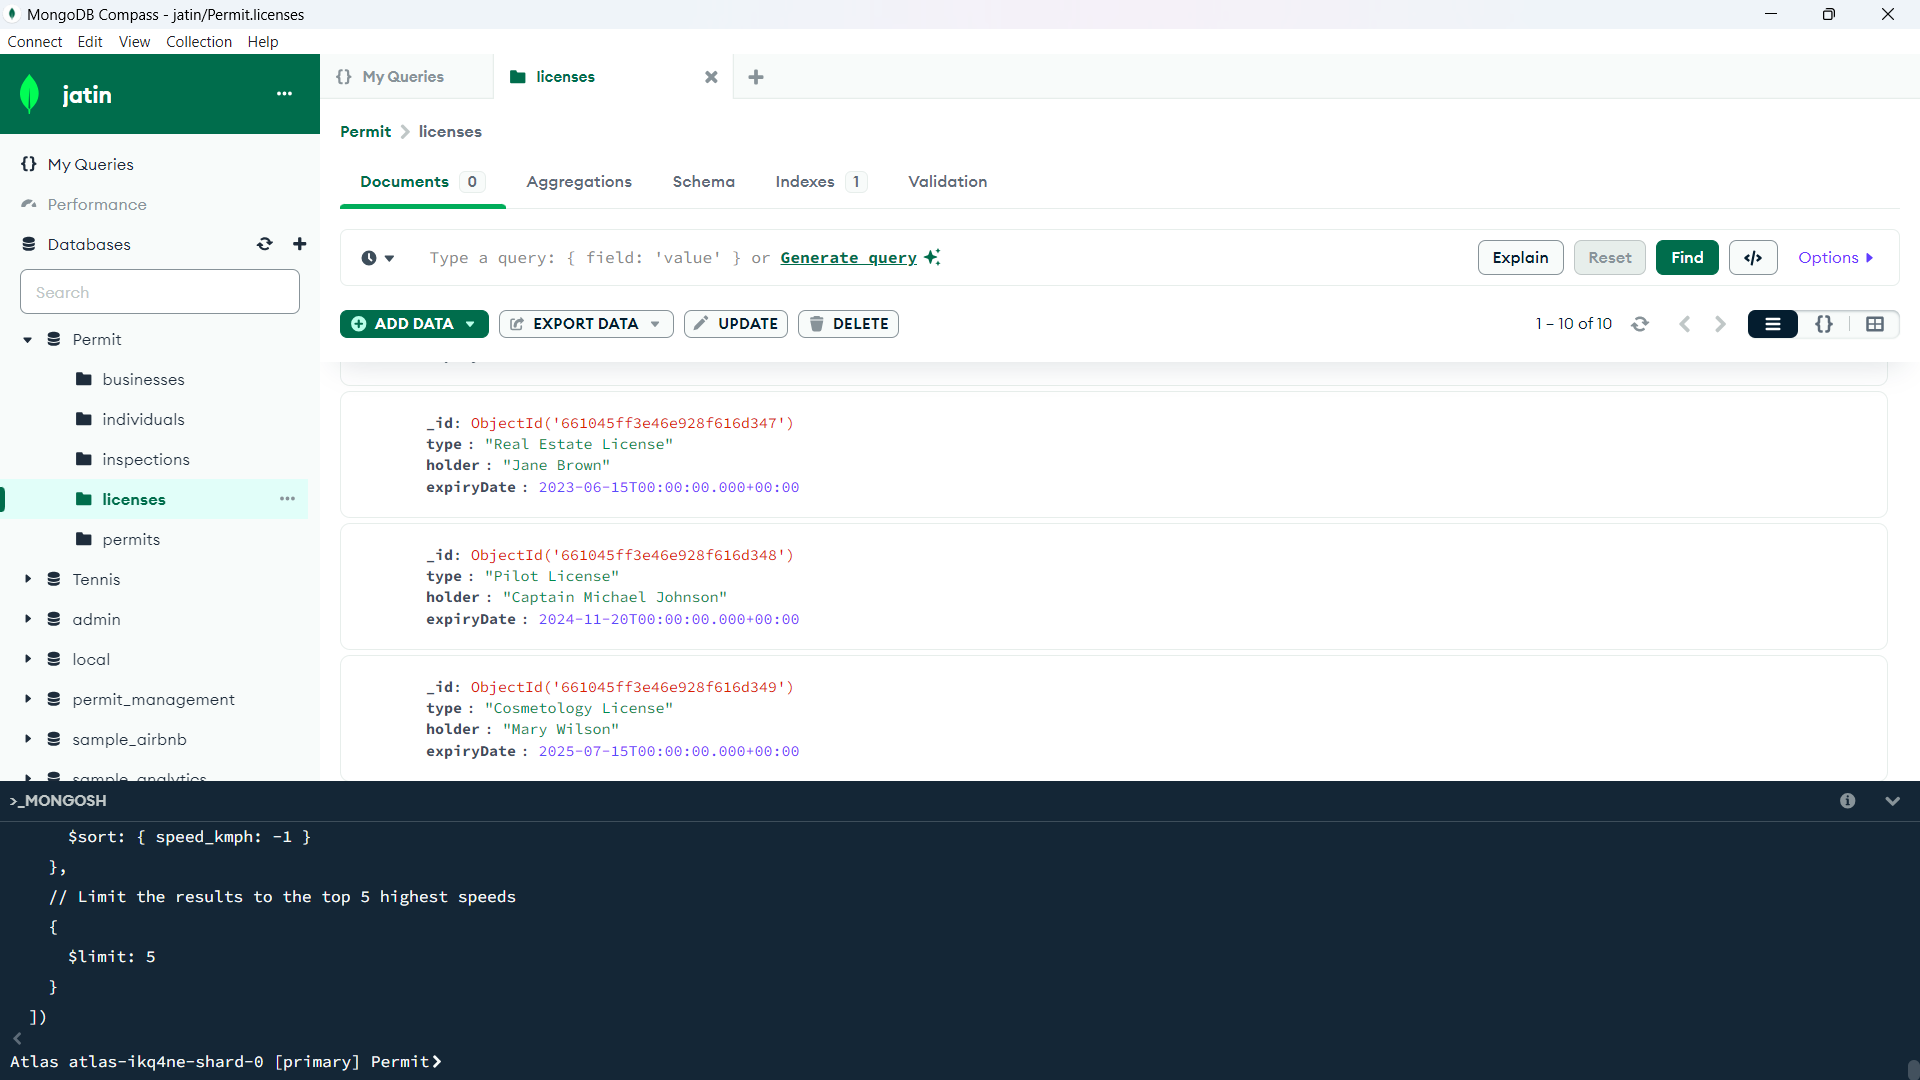 MongoDB Compass - jatin/Permit.licenses
Connect Edit View Collection Help
jatin
My Queries
Performance
Databases
Search
Permit
businesses
individuals
inspections
licenses
permits
Tennis
admin
local
permit_management
sample_airbnb
sample_analytics
{} My Queries
licenses
Permit > licenses
Documents 0 Aggregations Schema Indexes 1 Validation
Type a query: { field: 'value' } or Generate query
Explain Reset Find </> Options
ADD DATA EXPORT DATA UPDATE DELETE
1 – 10 of 10 {}
_id: ObjectId('661045ff3e46e928f616d347')
type : "Real Estate License"
holder : "Jane Brown"
expiryDate : 2023-06-15T00:00:00.000+00:00
_id: ObjectId('661045ff3e46e928f616d348')
type : "Pilot License"
holder : "Captain Michael Johnson"
expiryDate : 2024-11-20T00:00:00.000+00:00
_id: ObjectId('661045ff3e46e928f616d349')
type : "Cosmetology License"
holder : "Mary Wilson"
expiryDate : 2025-07-15T00:00:00.000+00:00
>_MONGOSH
$sort: { speed_kmph: -1 }
},
// Limit the results to the top 5 highest speeds
{
$limit: 5
}
])
Atlas atlas-ikq4ne-shard-0 [primary] Permit>